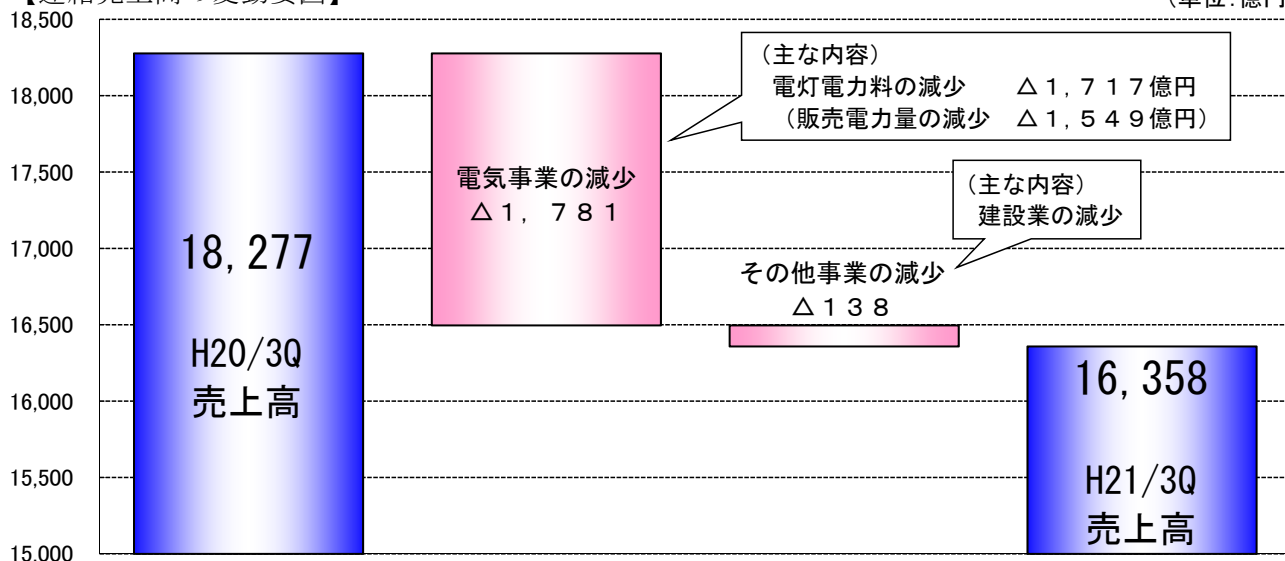 【連結売上高の変動要因】
(単位:億円
18,500
18,000
17,500
17,000
16,500
16,000
15,500
15,000
18,277
H20/3Q
売上高
電気事業の減少
△1,781
(主な内容)
電灯電力料の減少 △1,717億円
(販売電力量の減少 △1,549億円)
その他事業の減少
△138
(主な内容)
建設業の減少
16,358
H21/3Q
売上高